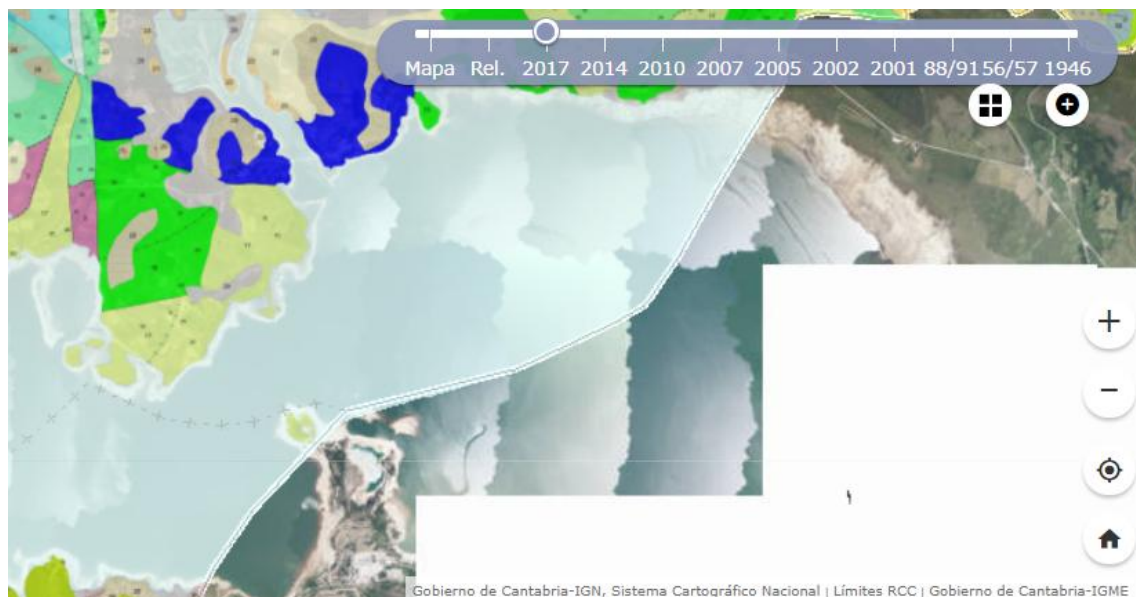 Mapa Rel. 2017 2014 2010 2007 2005 2002 2001 88/91 56/57 1946
Gobierno de Cantabria-IGN, Sistema Cartográfico Nacional | Límites RCC | Gobierno de Cantabria-IGME